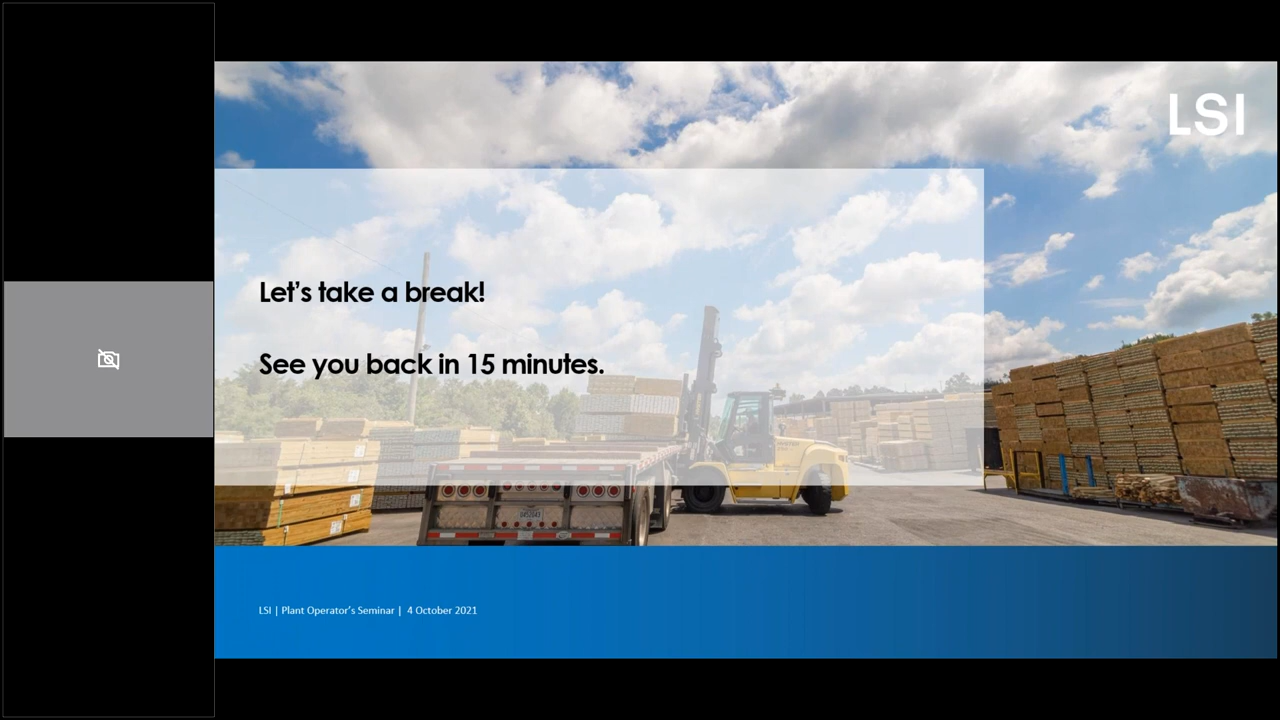 LSI
Let’s take a break!
See you back in 15 minutes.
LSI | Plant Operator’s Seminar | 4 October 2021